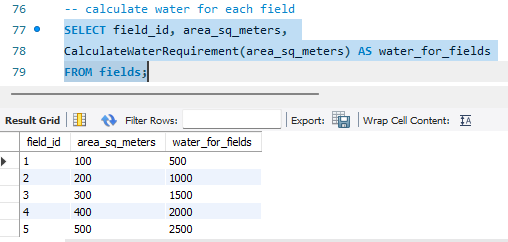 76 -- calculate water for each field
77 SELECT field_id, area_sq_meters,
78 CalculateWaterRequirement(area_sq_meters) AS water_for_fields
79 FROM fields;
Result Grid Filter Rows: Export: Wrap Cell Content: IA
field_id area_sq_meters water_for_fields
1 100 500
2 200 1000
3 300 1500
4 400 2000
5 500 2500